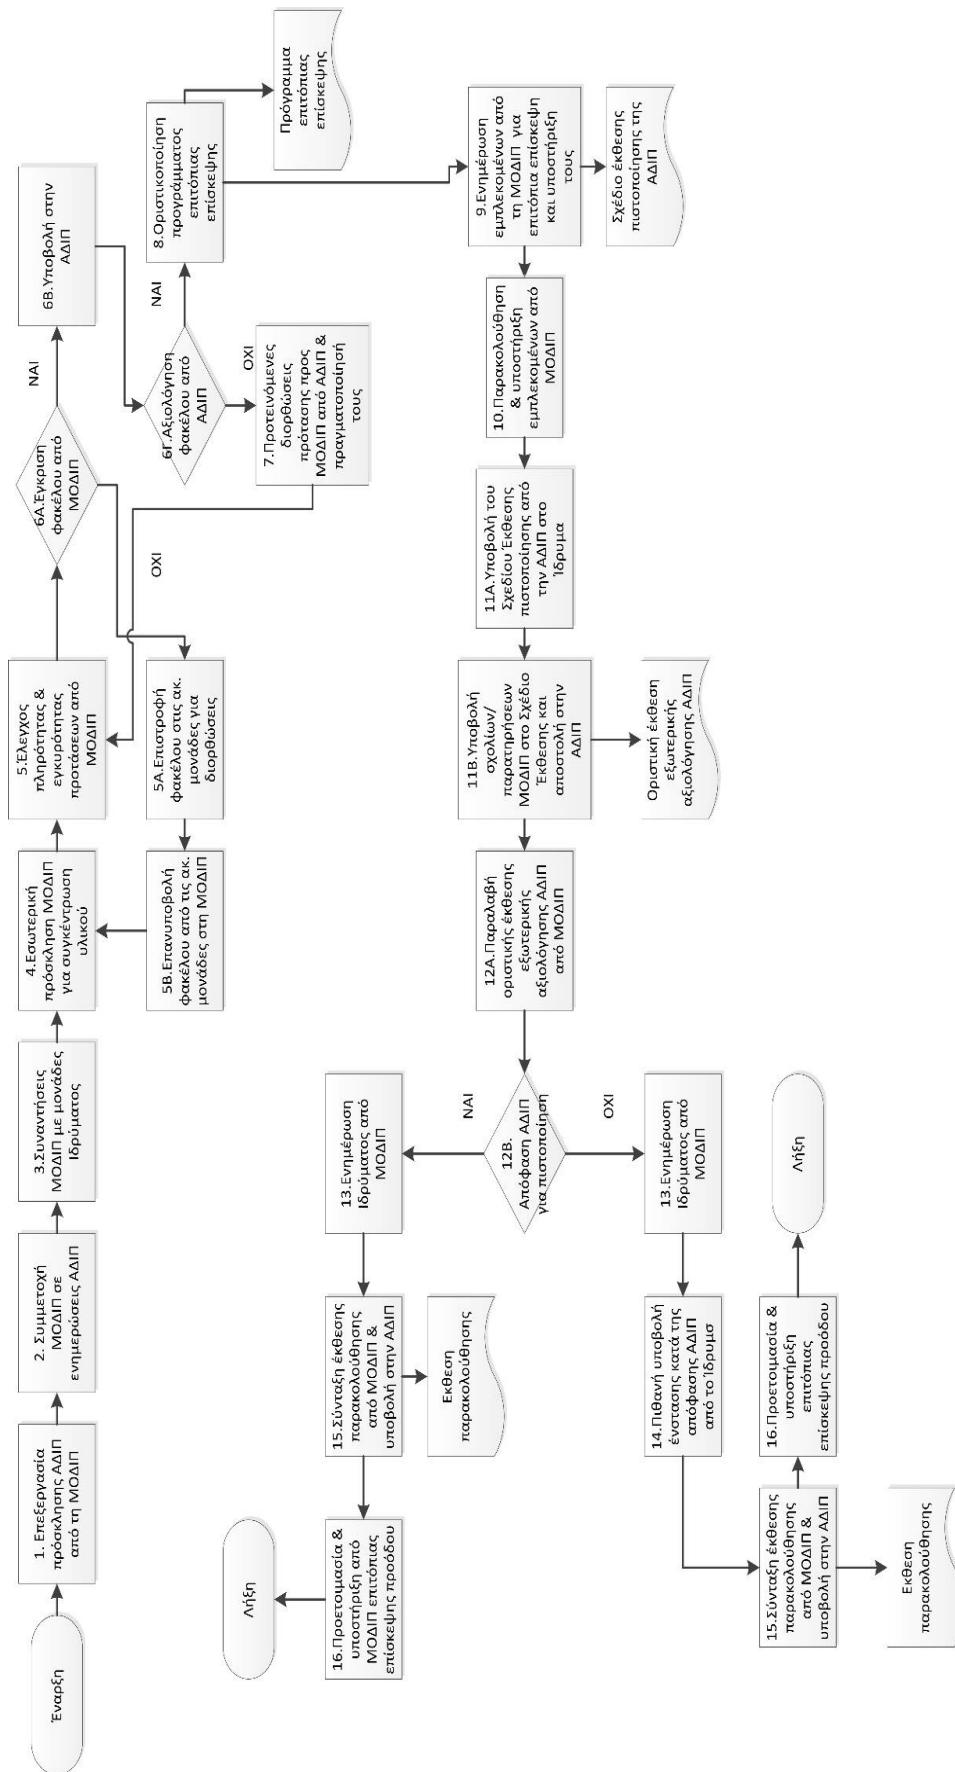 Έναρξη
1. Επεξεργασία
πρόσκλησης ΑΔΙΠ
από τη ΜΟΔΙΠ
2. Συμμετοχή
ΜΟΔΙΠ σε
ενημερώσεις ΑΔΙΠ
3.Συναντήσεις
ΜΟΔΙΠ με μονάδες
Ιδρύματος
4.Εσωτερική
πρόσκληση ΜΟΔΙΠ
για συγκέντρωση
υλικού
5.Έλεγχος
πληρότητας &
εγκυρότητας
προτάσεων από
ΜΟΔΙΠ
6Α.Έγκριση
φακέλου από
ΜΟΔΙΠ
ΝΑΙ
6Β.Υποβολή στην
ΑΔΙΠ
ΟΧΙ
5Α.Επιστροφή
φακέλου στις ακ.
μονάδες για
διορθώσεις
5Β.Επανυποβολή
φακέλου από τις ακ.
μονάδες στη ΜΟΔΙΠ
6Γ.Αξιολόγηση
φακέλου από
ΑΔΙΠ
ΝΑΙ
8.Οριστικοποίηση
προγράμματος
επιτόπιας
επίσκεψης
Πρόγραμμα
επιτόπιας
επίσκεψης
ΟΧΙ
7.Προτεινόμενες
διορθώσεις
πρότασης προς
ΜΟΔΙΠ από ΑΔΙΠ &
πραγματοποίησή
τους
9.Ενημέρωση
εμπλεκομένων από
τη ΜΟΔΙΠ για
επιτόπια επίσκεψη
και υποστήριξη
τους
Σχέδιο έκθεσης
πιστοποίησης της
ΑΔΙΠ
10.Παρακολούθηση
& υποστήριξη
εμπλεκομένων από
ΜΟΔΙΠ
11Α.Υποβολή του
Σχεδίου Έκθεσης
πιστοποίησης από
την ΑΔΙΠ στο
Ίδρυμα
11Β.Υποβολή
σχολίων/
παρατηρήσεων
ΜΟΔΙΠ στο Σχέδιο
Έκθεσης και
αποστολή στην
ΑΔΙΠ
Οριστική έκθεση
εξωτερικής
αξιολόγησης ΑΔΙΠ
12Α.Παραλαβή
οριστικής έκθεσης
εξωτερικής
αξιολόγησης ΑΔΙΠ
από ΜΟΔΙΠ
12Β.
Απόφαση ΑΔΙΠ
για πιστοποίηση
ΝΑΙ
13.Ενημέρωση
Ιδρύματος από
ΜΟΔΙΠ
15.Σύνταξη έκθεσης
παρακολούθησης
από ΜΟΔΙΠ &
υποβολή στην ΑΔΙΠ
Εκθεση
παρακολούθησης
16.Προετοιμασία &
υποστήριξη από
ΜΟΔΙΠ επιτόπιας
επίσκεψης προόδου
Λήξη
ΟΧΙ
13.Ενημέρωση
Ιδρύματος από
ΜΟΔΙΠ
14.Πιθανή υποβολή
ένστασης κατά της
απόφασης ΑΔΙΠ
από το Ίδρυμσ
15.Σύνταξη έκθεσης
παρακολούθησης
από ΜΟΔΙΠ &
υποβολή στην ΑΔΙΠ
Εκθεση
παρακολούθησης
16.Προετοιμασία &
υποστήριξη
επιτόπιας
επίσκεψης προόδου
Λήξη